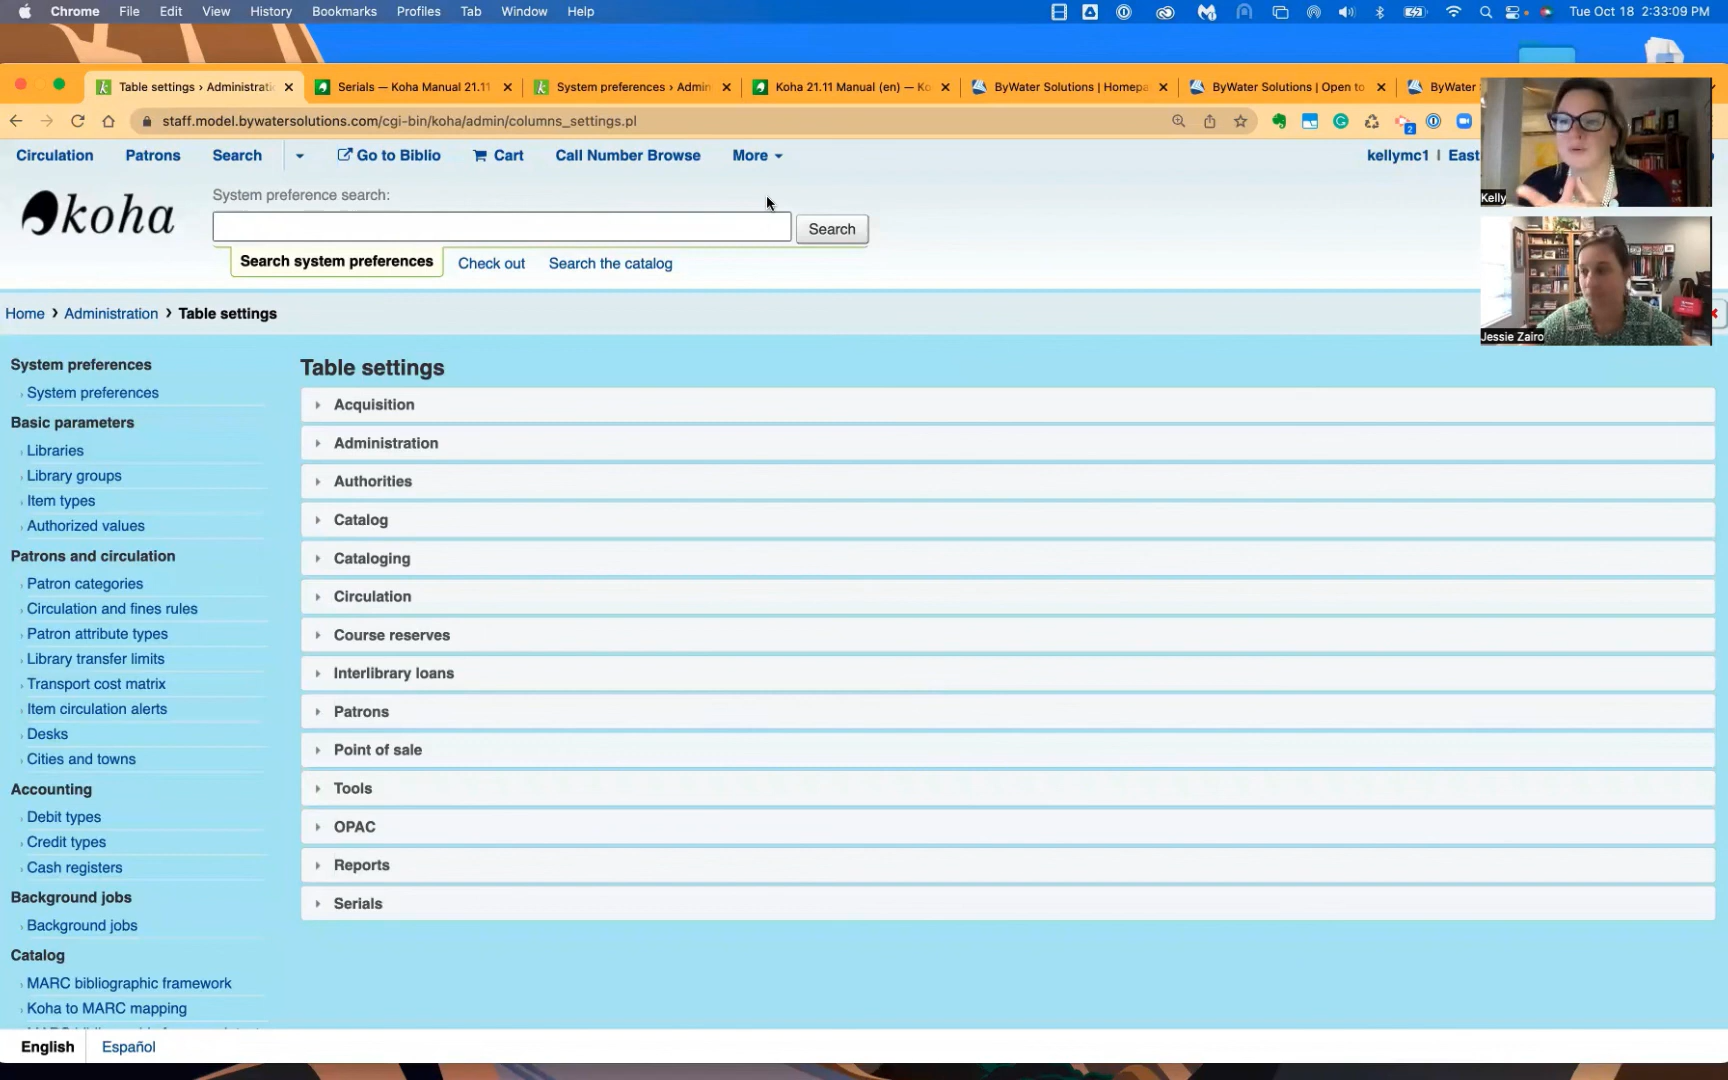 Chrome File Edit View History Bookmarks Profiles Tab Window Help Tue Oct 18 2:33:09 PM
Table settings › Administrati Serials — Koha Manual 21.11 System preferences › Admin Koha 21.11 Manual (en) — Ko ByWater Solutions | Homepa ByWater Solutions | Open to ByWater
staff.model.bywatersolutions.com/cgi-bin/koha/admin/columns_settings.pl
2
Circulation Patrons Search Go to Biblio Cart Call Number Browse More kellymc1 | East
Kelly
System preference search:
koha
Search
Search system preferences Check out Search the catalog
Home › Administration › Table settings
Jessie Zairo
System preferences
System preferences
Basic parameters
Libraries
Library groups
Item types
Authorized values
Patrons and circulation
Patron categories
Circulation and fines rules
Patron attribute types
Library transfer limits
Transport cost matrix
Item circulation alerts
Desks
Cities and towns
Accounting
Debit types
Credit types
Cash registers
Background jobs
Background jobs
Catalog
MARC bibliographic framework
Koha to MARC mapping
Table settings
Acquisition
Administration
Authorities
Catalog
Cataloging
Circulation
Course reserves
Interlibrary loans
Patrons
Point of sale
Tools
OPAC
Reports
Serials
English Español